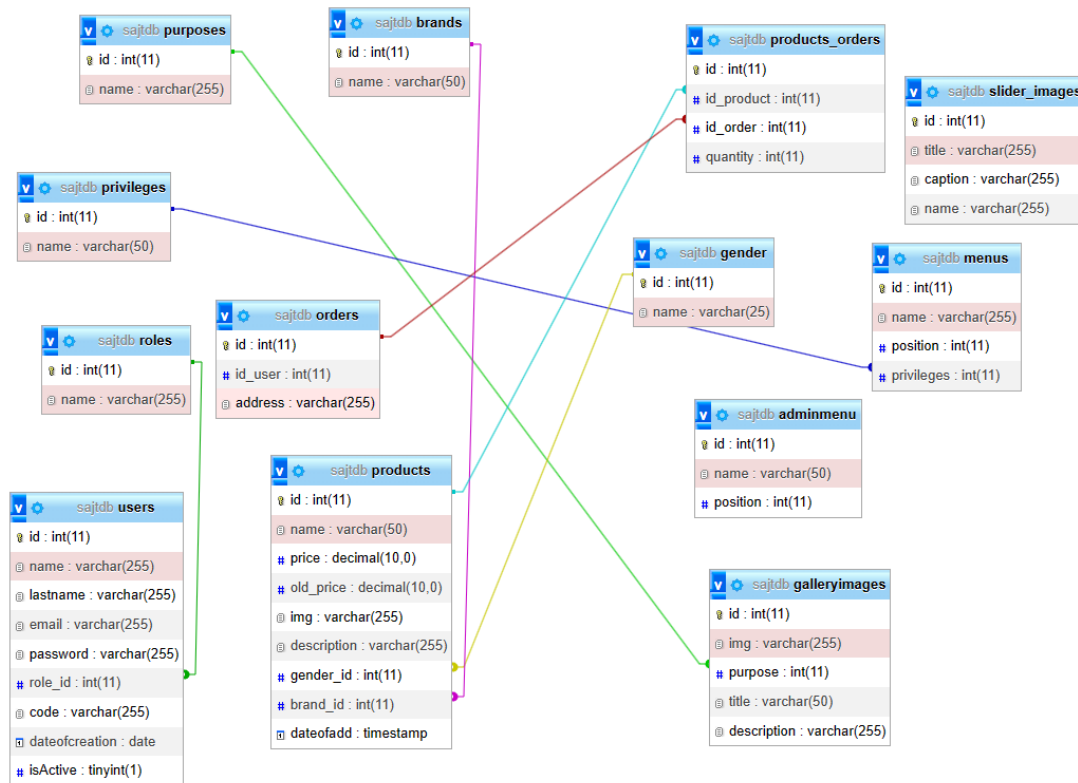 sajtdb purposes
id : int(11)
name : varchar(255)
sajtdb brands
id : int(11)
name : varchar(50)
sajtdb products_orders
id : int(11)
id_product : int(11)
id_order : int(11)
quantity : int(11)
sajtdb slider_images
id : int(11)
title : varchar(255)
caption : varchar(255)
name : varchar(255)
sajtdb privileges
id : int(11)
name : varchar(50)
sajtdb gender
id : int(11)
name : varchar(25)
sajtdb menus
id : int(11)
name : varchar(255)
position : int(11)
privileges : int(11)
sajtdb orders
id : int(11)
id_user : int(11)
address : varchar(255)
sajtdb roles
id : int(11)
name : varchar(255)
sajtdb adminmenu
id : int(11)
name : varchar(50)
position : int(11)
sajtdb products
id : int(11)
name : varchar(50)
price : decimal(10,0)
old_price : decimal(10,0)
img : varchar(255)
description : varchar(255)
gender_id : int(11)
brand_id : int(11)
dateofadd : timestamp
sajtdb users
id : int(11)
name : varchar(255)
lastname : varchar(255)
email : varchar(255)
password : varchar(255)
role_id : int(11)
code : varchar(255)
dateofcreation : date
isActive : tinyint(1)
sajtdb galleryimages
id : int(11)
img : varchar(255)
purpose : int(11)
title : varchar(50)
description : varchar(255)